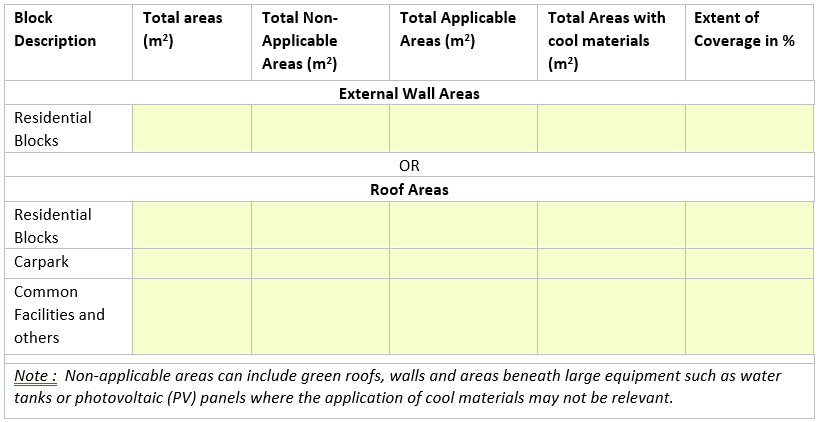 Block Description
Total areas (m²)
Total Non-Applicable Areas (m²)
Total Applicable Areas (m²)
Total Areas with cool materials (m²)
Extent of Coverage in %
External Wall Areas
Residential
Blocks
OR
Roof Areas
Residential
Blocks
Carpark
Common
Facilities and
others
Note : Non-applicable areas can include green roofs, walls and areas beneath large equipment such as water
tanks or photovoltaic (PV) panels where the application of cool materials may not be relevant.